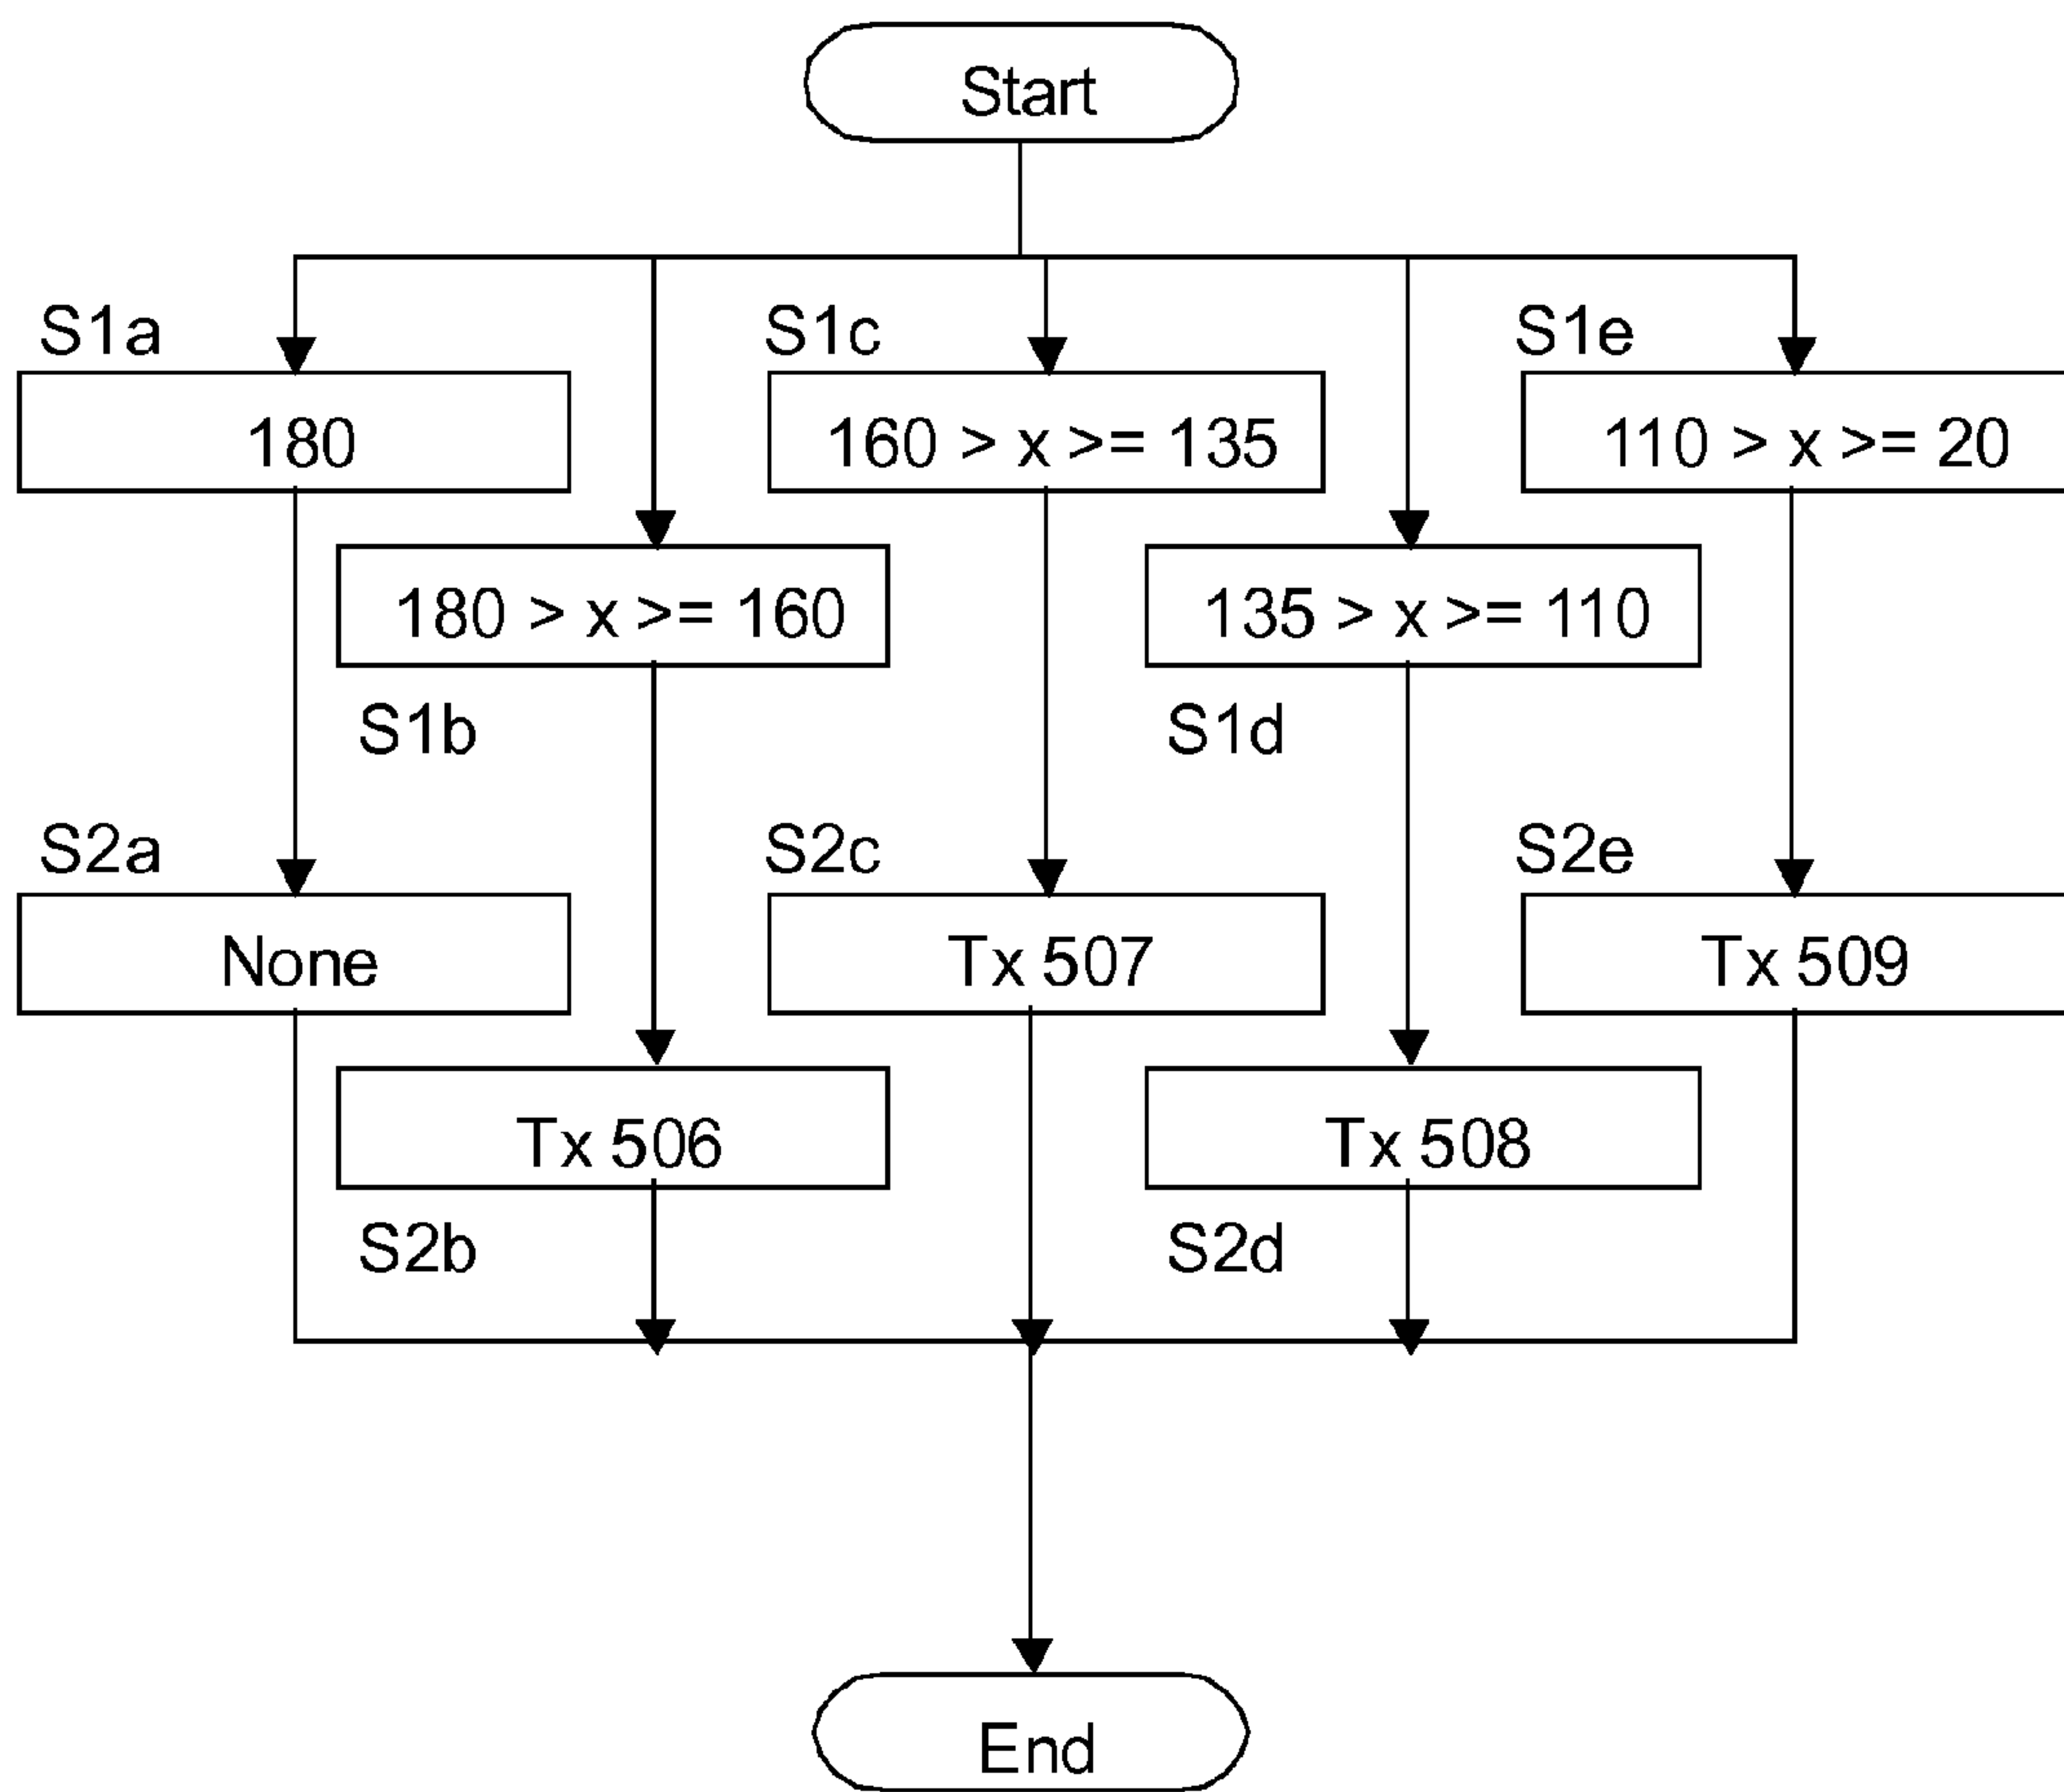 Start
S1a
S1c
S1e
180
160 > x >= 135
110 > x >= 20
180 > x >= 160
135 > x >= 110
S1b
S1d
S2a
S2c
S2e
None
Tx 507
Tx 509
Tx 506
Tx 508
S2b
S2d
End